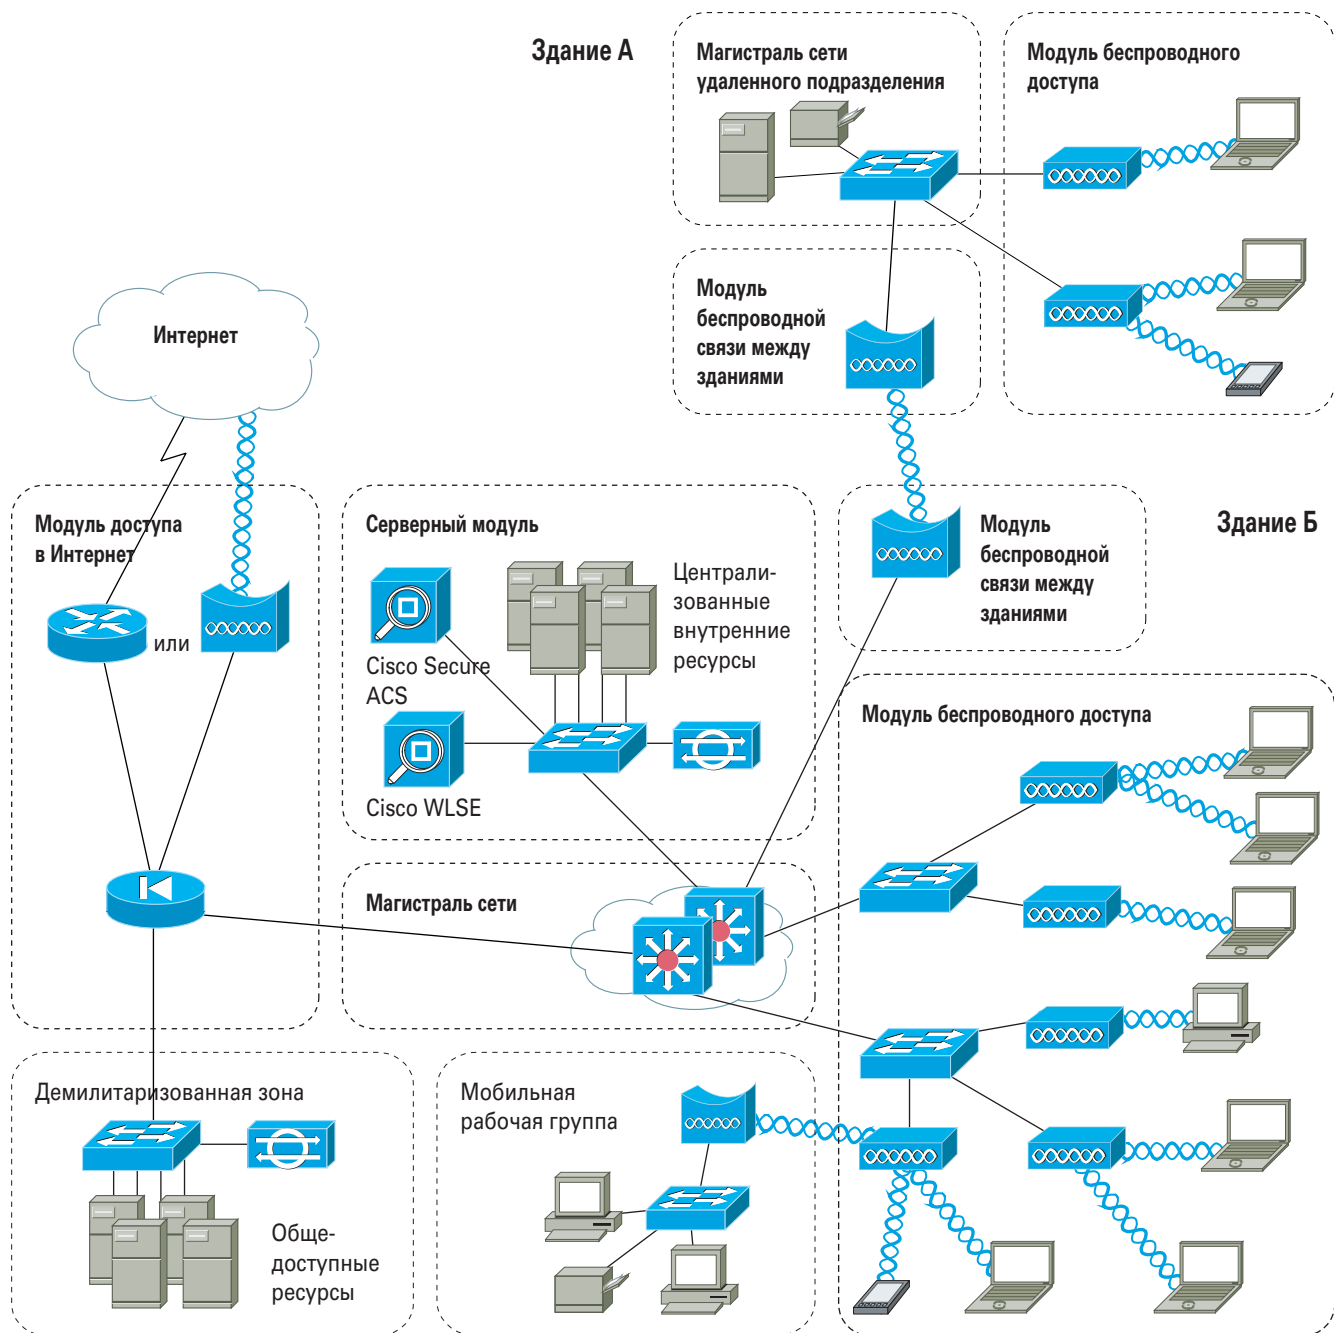 Здание А
Магистраль сети
удаленного подразделения
Модуль беспроводного
доступа
Модуль
беспроводной
связи между
зданиями
Интернет
Модуль доступа
в Интернет
или
Серверный модуль
Cisco Secure
ACS
Cisco WLSE
Централи-
зованные
внутренние
ресурсы
Модуль
беспроводной
связи между
зданиями
Здание Б
Модуль беспроводного доступа
Магистраль сети
Демилитаризованная зона
Обще-
доступные
ресурсы
Мобильная
рабочая группа